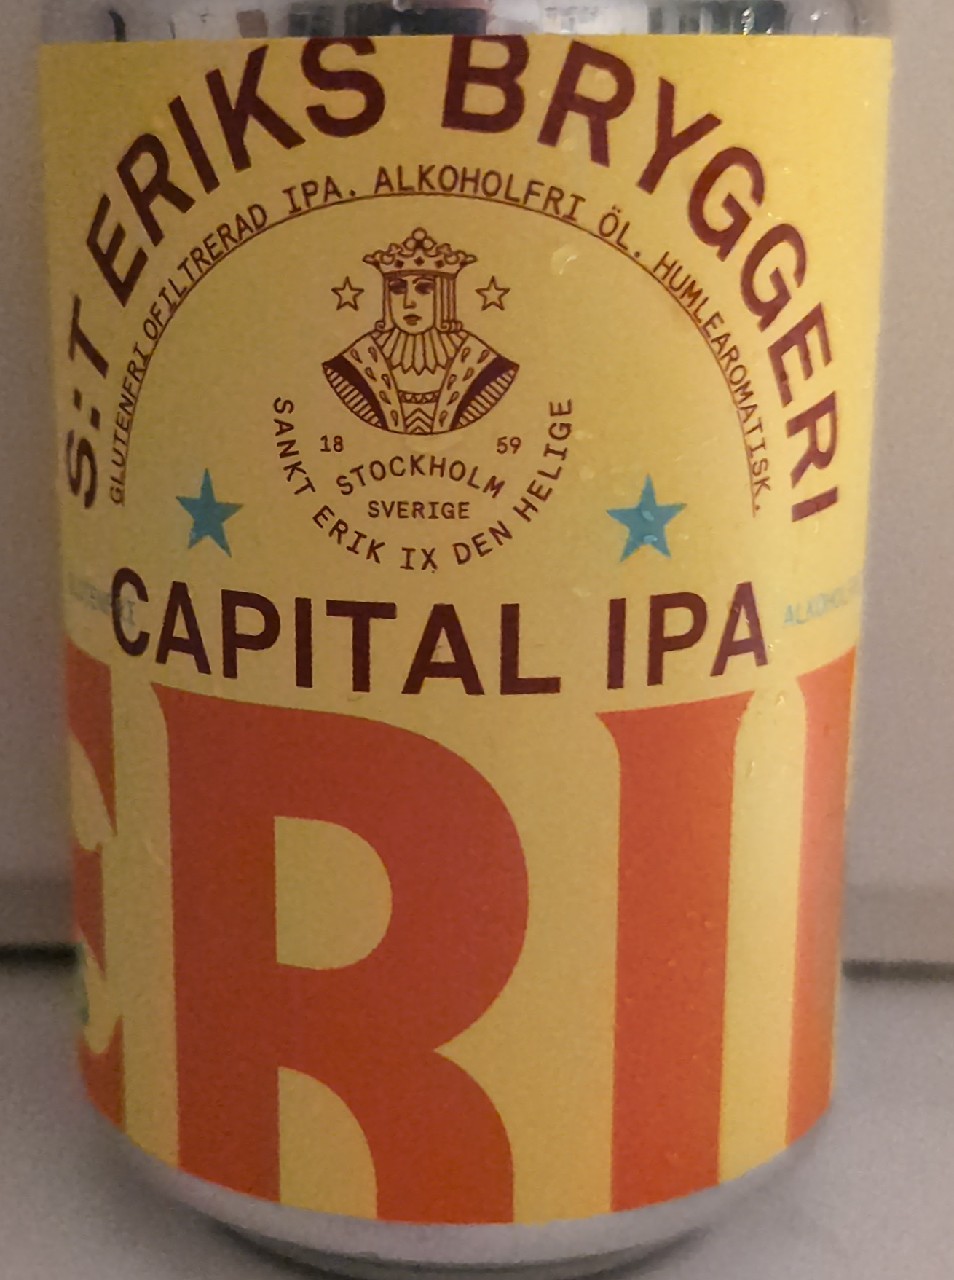 S:T ERIKS BRYGGERI
GLUTENFRI OFILTRERAD IPA. ALKOHOLFRI ÖL. HUMLEAROMATISK.
18 59
STOCKHOLM
SVERIGE
SANKT ERIK IX DEN HELIGE
CAPITAL IPA
ERI